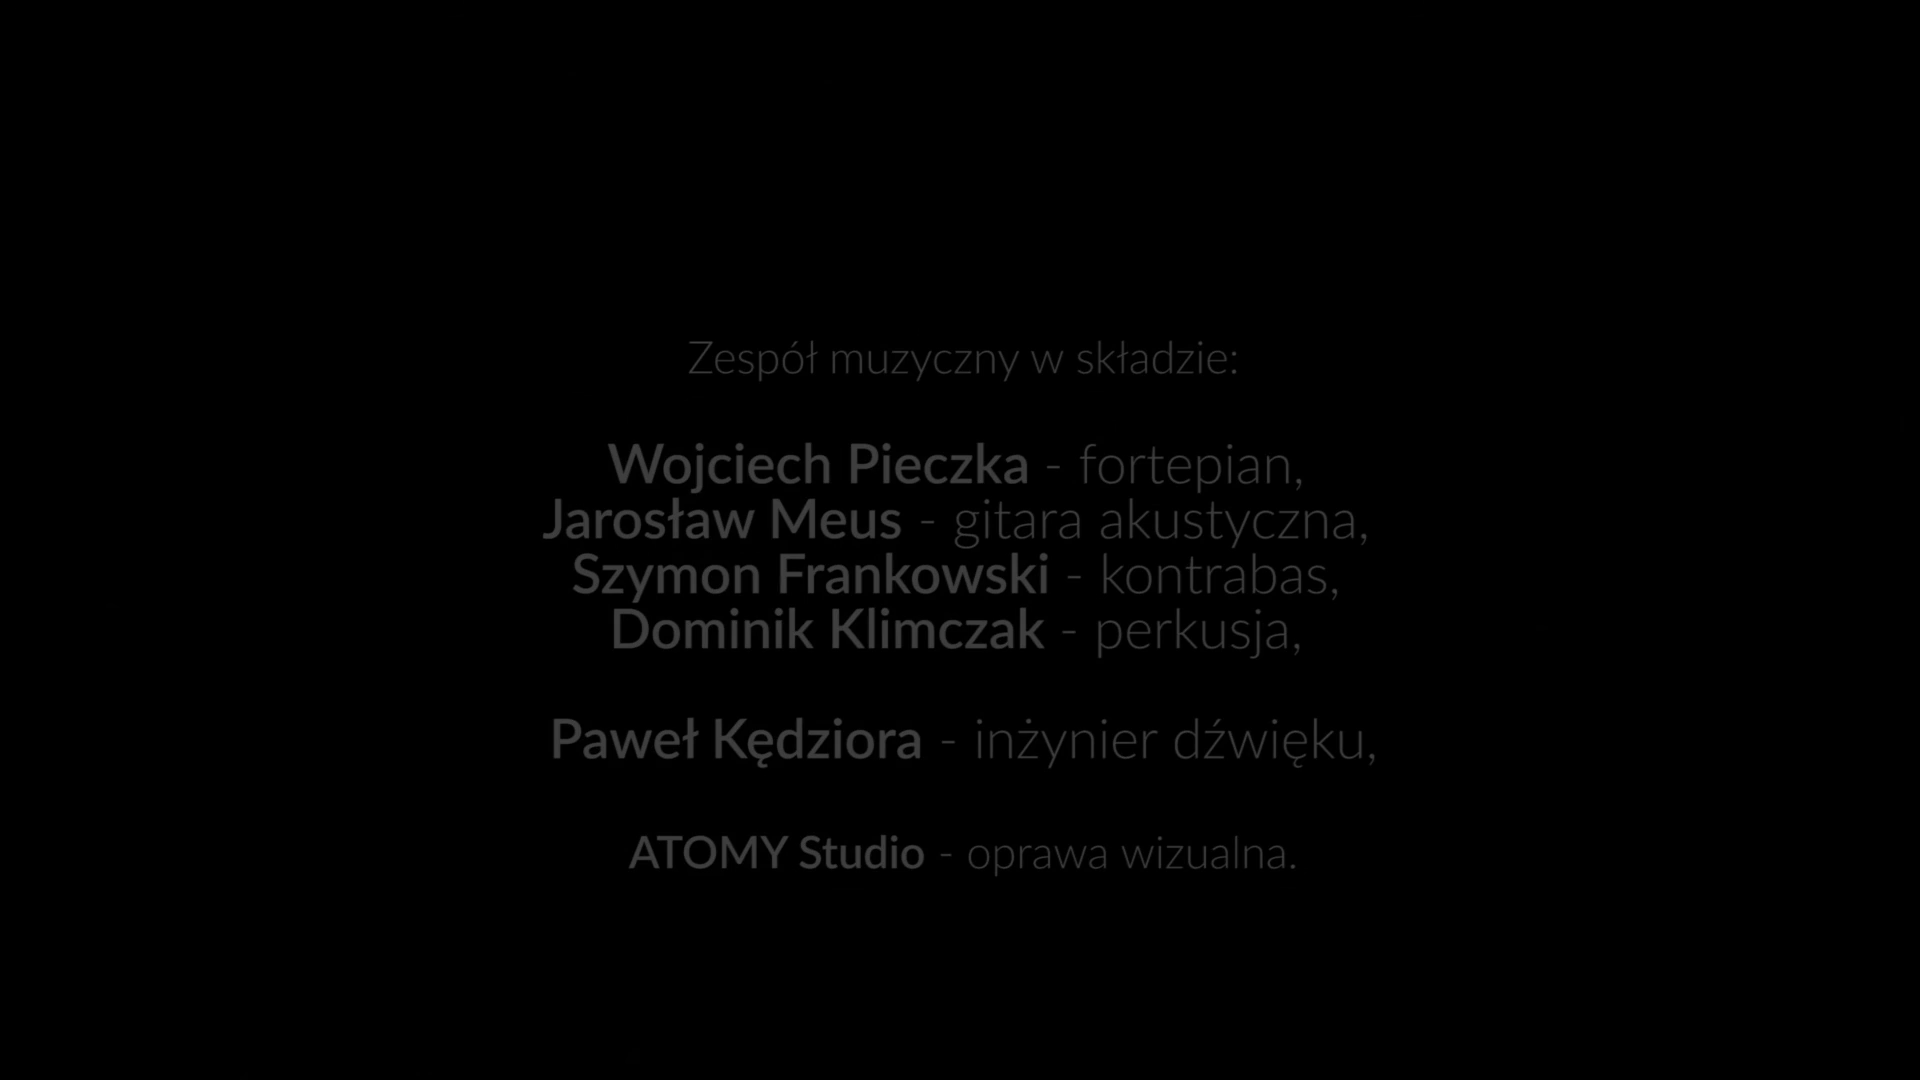 Zespół muzyczny w składzie:
Wojciech Pieczka - fortepian,
Jarosław Meus - gitara akustyczna,
Szymon Frankowski - kontrabas,
Dominik Klimczak - perkusja,
Paweł Kędziora - inżynier dźwięku,
ATOMY Studio - oprawa wizualna.